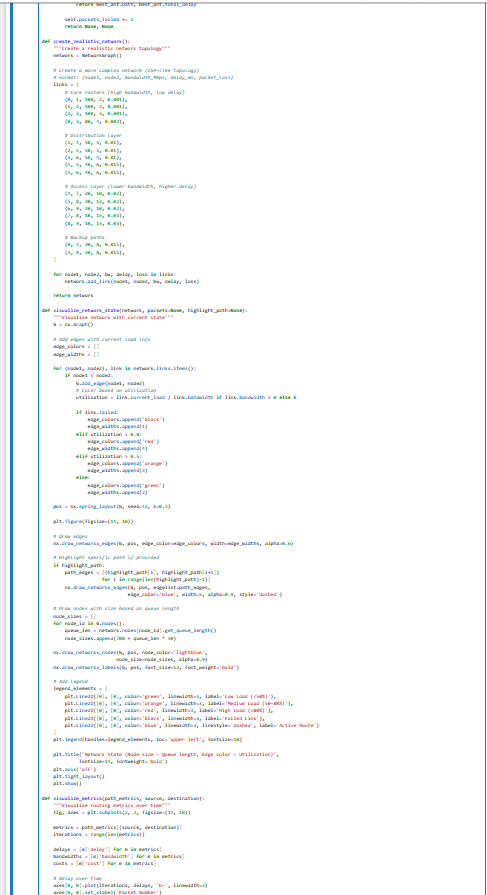 return best_ant.path, best_ant.total_delay
self.packets_failed += 1
return None, None
def create_realistic_network():
"""Create a realistic network topology"""
network = NetworkGraph()
# Create a more complex network (ISP-like topology)
# Format: (node1, node2, bandwidth_Mbps, delay_ms, packet_loss)
links = [
# Core routers (high bandwidth, low delay)
(0, 1, 100, 2, 0.001),
(1, 2, 100, 2, 0.001),
(2, 3, 100, 3, 0.001),
(0, 3, 80, 4, 0.002),
# Distribution layer
(1, 4, 50, 5, 0.01),
(2, 5, 50, 5, 0.01),
(3, 6, 50, 4, 0.01),
(4, 5, 40, 6, 0.015),
(5, 6, 40, 6, 0.015),
# Access layer (lower bandwidth, higher delay)
(4, 7, 20, 10, 0.02),
(5, 8, 20, 12, 0.02),
(6, 9, 20, 10, 0.02),
(7, 8, 10, 15, 0.03),
(8, 9, 10, 15, 0.03),
# Backup paths
(0, 4, 30, 8, 0.015),
(3, 9, 30, 8, 0.015),
]
for node1, node2, bw, delay, loss in links:
network.add_link(node1, node2, bw, delay, loss)
return network
def visualize_network_state(network, packets=None, highlight_path=None):
"""Visualize network with current state"""
G = nx.Graph()
# Add edges with current load info
edge_colors = []
edge_widths = []
for (node1, node2), link in network.links.items():
if node1 < node2:
G.add_edge(node1, node2)
# Color based on utilization
utilization = link.current_load / link.bandwidth if link.bandwidth > 0 else 0
if link.failed:
edge_colors.append('black')
edge_widths.append(1)
elif utilization > 0.8:
edge_colors.append('red')
edge_widths.append(4)
elif utilization > 0.5:
edge_colors.append('orange')
edge_widths.append(3)
else:
edge_colors.append('green')
edge_widths.append(2)
pos = nx.spring_layout(G, seed=42, k=0.5)
plt.figure(figsize=(14, 10))
# Draw edges
nx.draw_networkx_edges(G, pos, edge_color=edge_colors, width=edge_widths, alpha=0.6)
# Highlight specific path if provided
if highlight_path:
path_edges = [(highlight_path[i], highlight_path[i+1])
for i in range(len(highlight_path)-1)]
nx.draw_networkx_edges(G, pos, edgelist=path_edges,
edge_color='blue', width=5, alpha=0.9, style='dashed')
# Draw nodes with size based on queue length
node_sizes = []
for node_id in G.nodes():
queue_len = network.nodes[node_id].get_queue_length()
node_sizes.append(700 + queue_len * 50)
nx.draw_networkx_nodes(G, pos, node_color='lightblue',
node_size=node_sizes, alpha=0.9)
nx.draw_networkx_labels(G, pos, font_size=12, font_weight='bold')
# Add legend
legend_elements = [
plt.Line2D([0], [0], color='green', linewidth=3, label='Low Load (<50%)'),
plt.Line2D([0], [0], color='orange', linewidth=3, label='Medium Load (50-80%)'),
plt.Line2D([0], [0], color='red', linewidth=3, label='High Load (>80%)'),
plt.Line2D([0], [0], color='black', linewidth=3, label='Failed Link'),
plt.Line2D([0], [0], color='blue', linewidth=3, linestyle='dashed', label='Active Route')
]
plt.legend(handles=legend_elements, loc='upper left', fontsize=10)
plt.title("Network State (Node size = Queue length, Edge color = Utilization)",
fontsize=14, fontweight='bold')
plt.axis('off')
plt.tight_layout()
plt.show()
def visualize_metrics(path_metrics, source, destination):
"""Visualize routing metrics over time"""
fig, axes = plt.subplots(2, 2, figsize=(14, 10))
metrics = path_metrics[(source, destination)]
iterations = range(len(metrics))
delays = [m['delay'] for m in metrics]
bandwidths = [m['bandwidth'] for m in metrics]
costs = [m['cost'] for m in metrics]
# Delay over time
axes[0, 0].plot(iterations, delays, 'b-', linewidth=2)
axes[0, 0].set_xlabel('Packet Number')